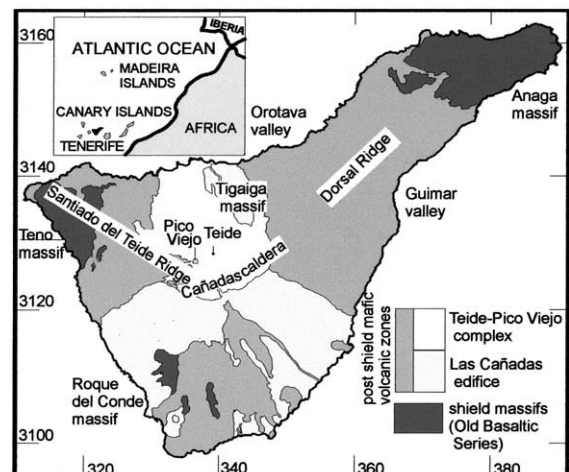 3160
3140
3120
3100
320
340
360
380
IBERIA
ATLANTIC OCEAN
MADEIRA
ISLANDS
CANARY ISLANDS
TENERIFE
AFRICA
Orotava
valley
Anaga
massif
Dorsal Ridge
Guimar
valley
Tigaiga
massif
Santiado del Teide Ridge
Pico
Viejo
Teide
Teno
massif
Cañadascaldera
Roque
del Conde
massif
post shield mafic
volcanic zones
Teide-Pico Viejo
complex
Las Cañadas
edifice
shield massifs
(Old Basaltic
Series)